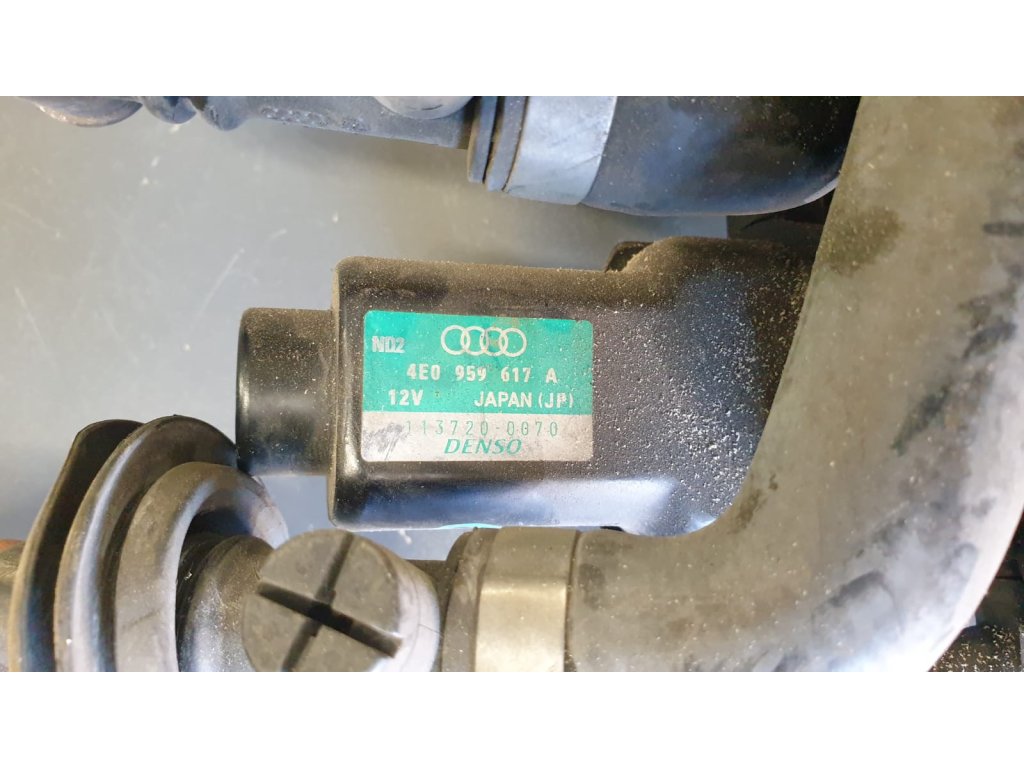 ND2
4E0 959 617 A
12V JAPAN (JP)
113720-0070
DENSO